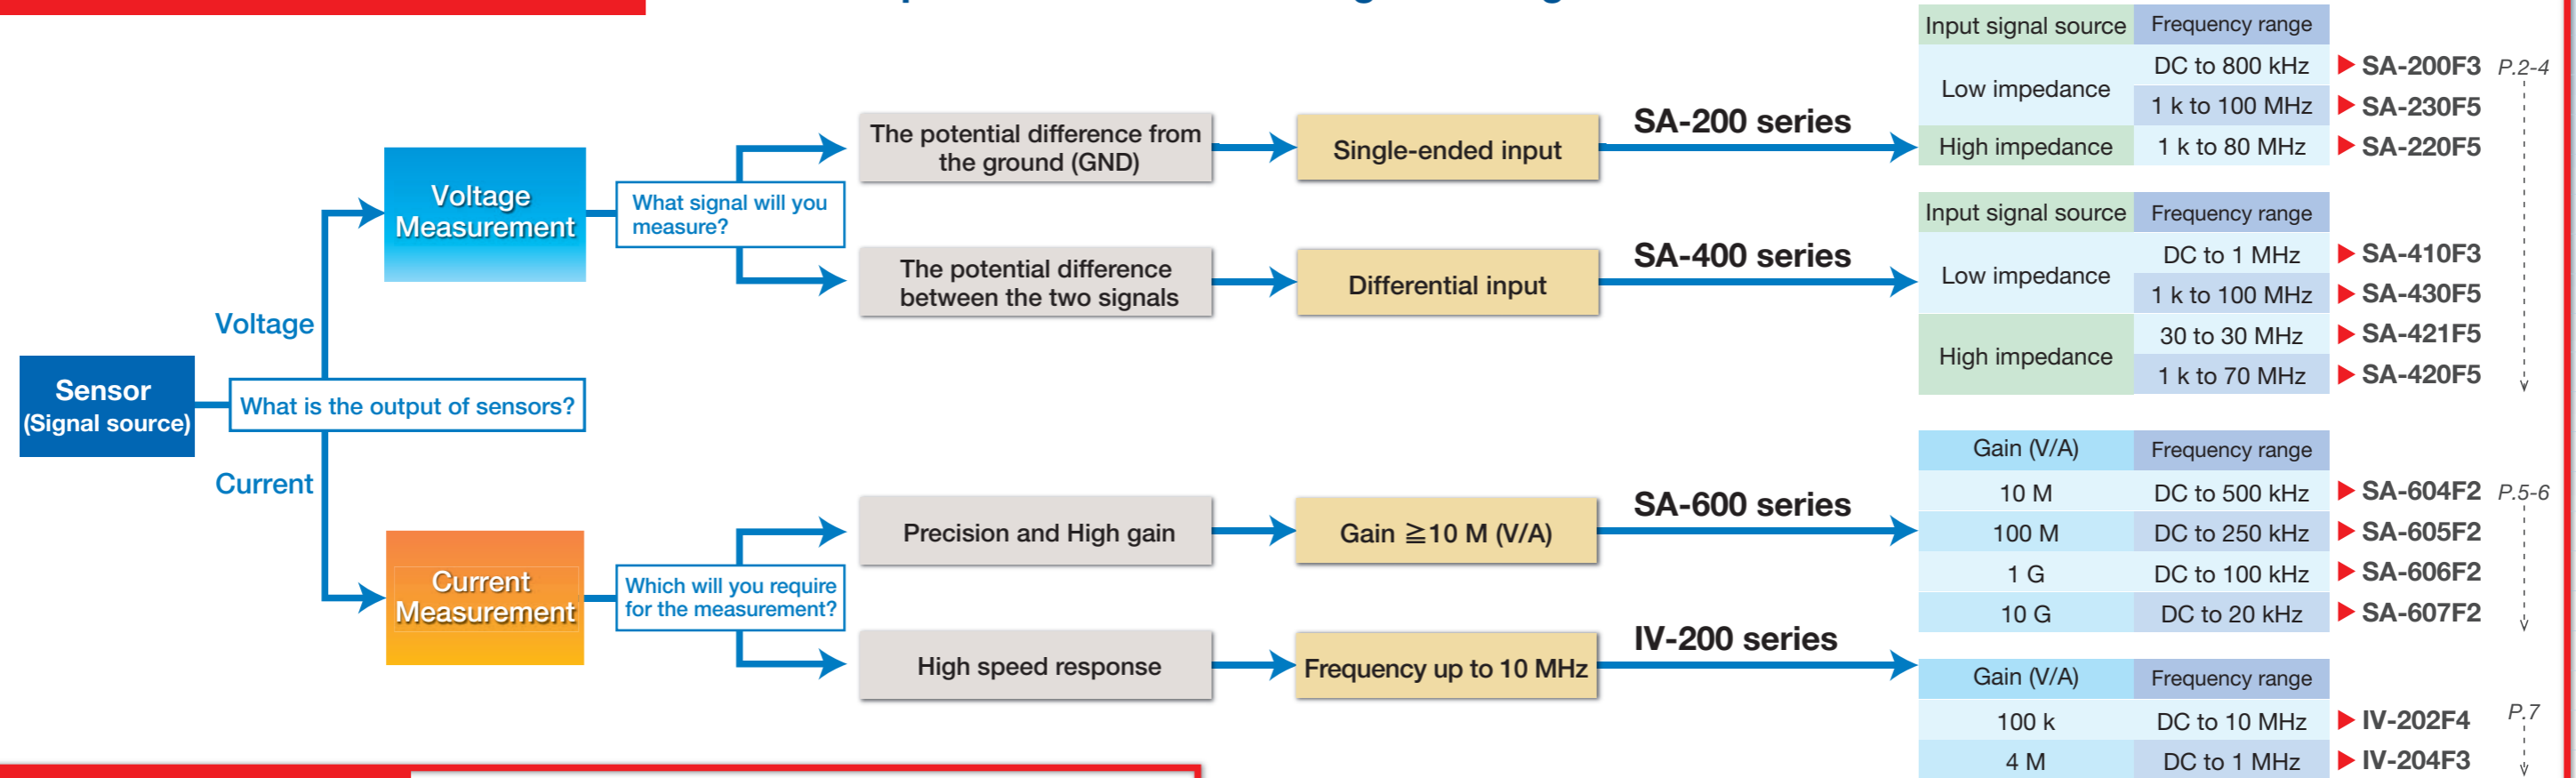 Input signal source Frequency range
Low impedance DC to 800 kHz SA-200F3 P.2-4
1 k to 100 MHz SA-230F5
High impedance 1 k to 80 MHz SA-220F5
The potential difference from
the ground (GND)
Single-ended input
SA-200 series
Voltage
Measurement
What signal will you
measure?
Input signal source Frequency range
Low impedance DC to 1 MHz SA-410F3
1 k to 100 MHz SA-430F5
High impedance 30 to 30 MHz SA-421F5
1 k to 70 MHz SA-420F5
The potential difference
between the two signals
Differential input
SA-400 series
Voltage
Sensor
(Signal source)
What is the output of sensors?
Current
Current
Measurement
Which will you require
for the measurement?
Precision and High gain
Gain ≧10 M (V/A)
SA-600 series
Gain (V/A) Frequency range
10 M DC to 500 kHz SA-604F2 P.5-6
100 M DC to 250 kHz SA-605F2
1 G DC to 100 kHz SA-606F2
10 G DC to 20 kHz SA-607F2
High speed response
Frequency up to 10 MHz
IV-200 series
Gain (V/A) Frequency range
100 k DC to 10 MHz IV-202F4 P.7
4 M DC to 1 MHz IV-204F3